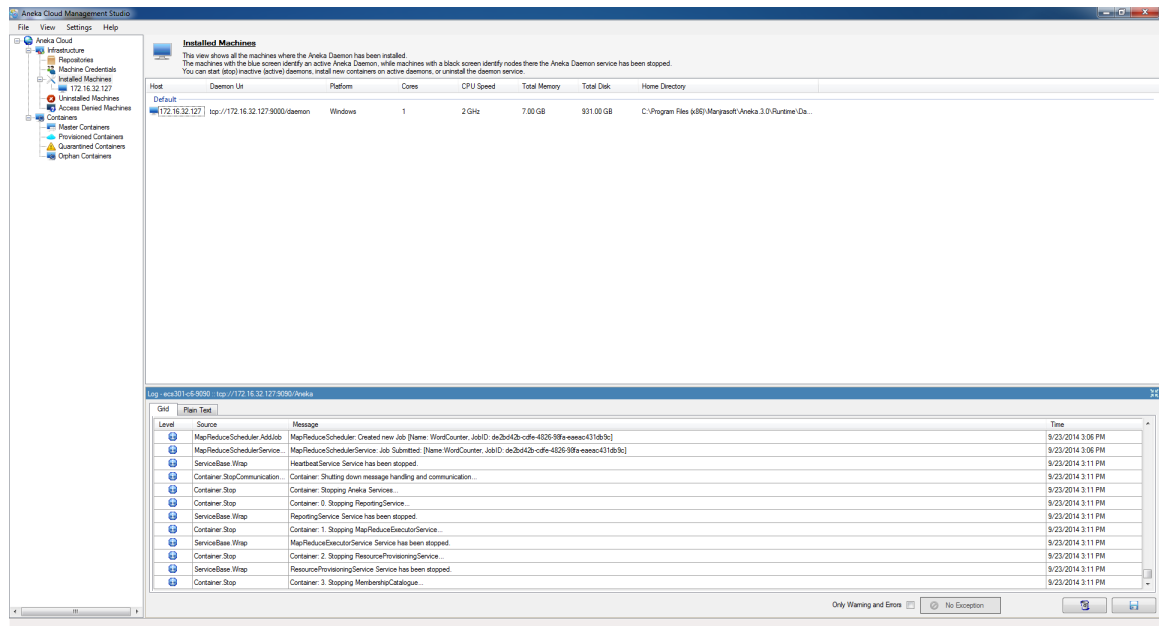 Aneka Cloud Management Studio
File View Settings Help
Aneka Cloud
Infrastructure
Repositories
Machine Credentials
Installed Machines
172.16.32.127
Uninstalled Machines
Access Denied Machines
Containers
Master Containers
Provisioned Containers
Quarantined Containers
Orphan Containers
Installed Machines
This view shows all the machines where the Aneka Daemon has been installed.
The machines with the blue screen identify an active Aneka Daemon, while machines with a black screen identify nodes there the Aneka Daemon service has been stopped.
You can start (stop) inactive (active) daemons, install new containers on active daemons, or uninstall the daemon service.
Host Daemon Uri Platform Cores CPU Speed Total Memory Total Disk Home Directory
Default
172.16.32.127 tcp://172.16.32.127:9000/daemon Windows 1 2 GHz 7.00 GB 931.00 GB C:\Program Files (x86)\Manjrasoft\Aneka.3.0\Runtime\Da...
Log - ecs301-c6-9090 :: tcp://172.16.32.127:9090/Aneka
Grid Plain Text
Level Source Message Time
MapReduceScheduler.AddJob MapReduceScheduler: Created new Job [Name: WordCounter, JobID: de2bd42b-cdfe-4826-98fa-eaeac431db9c] 9/23/2014 3:06 PM
MapReduceSchedulerService... MapReduceSchedulerService: Job Submitted: [Name:WordCounter, JobID: de2bd42b-cdfe-4826-98fa-eaeac431db9c] 9/23/2014 3:06 PM
ServiceBase.Wrap HeartbeatService Service has been stopped. 9/23/2014 3:11 PM
Container.StopCommunication... Container: Shutting down message handling and communication... 9/23/2014 3:11 PM
Container.Stop Container: Stopping Aneka Services... 9/23/2014 3:11 PM
Container.Stop Container: 0. Stopping ReportingService... 9/23/2014 3:11 PM
ServiceBase.Wrap ReportingService Service has been stopped. 9/23/2014 3:11 PM
Container.Stop Container: 1. Stopping MapReduceExecutorService... 9/23/2014 3:11 PM
ServiceBase.Wrap MapReduceExecutorService Service has been stopped. 9/23/2014 3:11 PM
Container.Stop Container: 2. Stopping ResourceProvisioningService... 9/23/2014 3:11 PM
ServiceBase.Wrap ResourceProvisioningService Service has been stopped. 9/23/2014 3:11 PM
Container.Stop Container: 3. Stopping MembershipCatalogue... 9/23/2014 3:11 PM
Only Warning and Errors No Exception